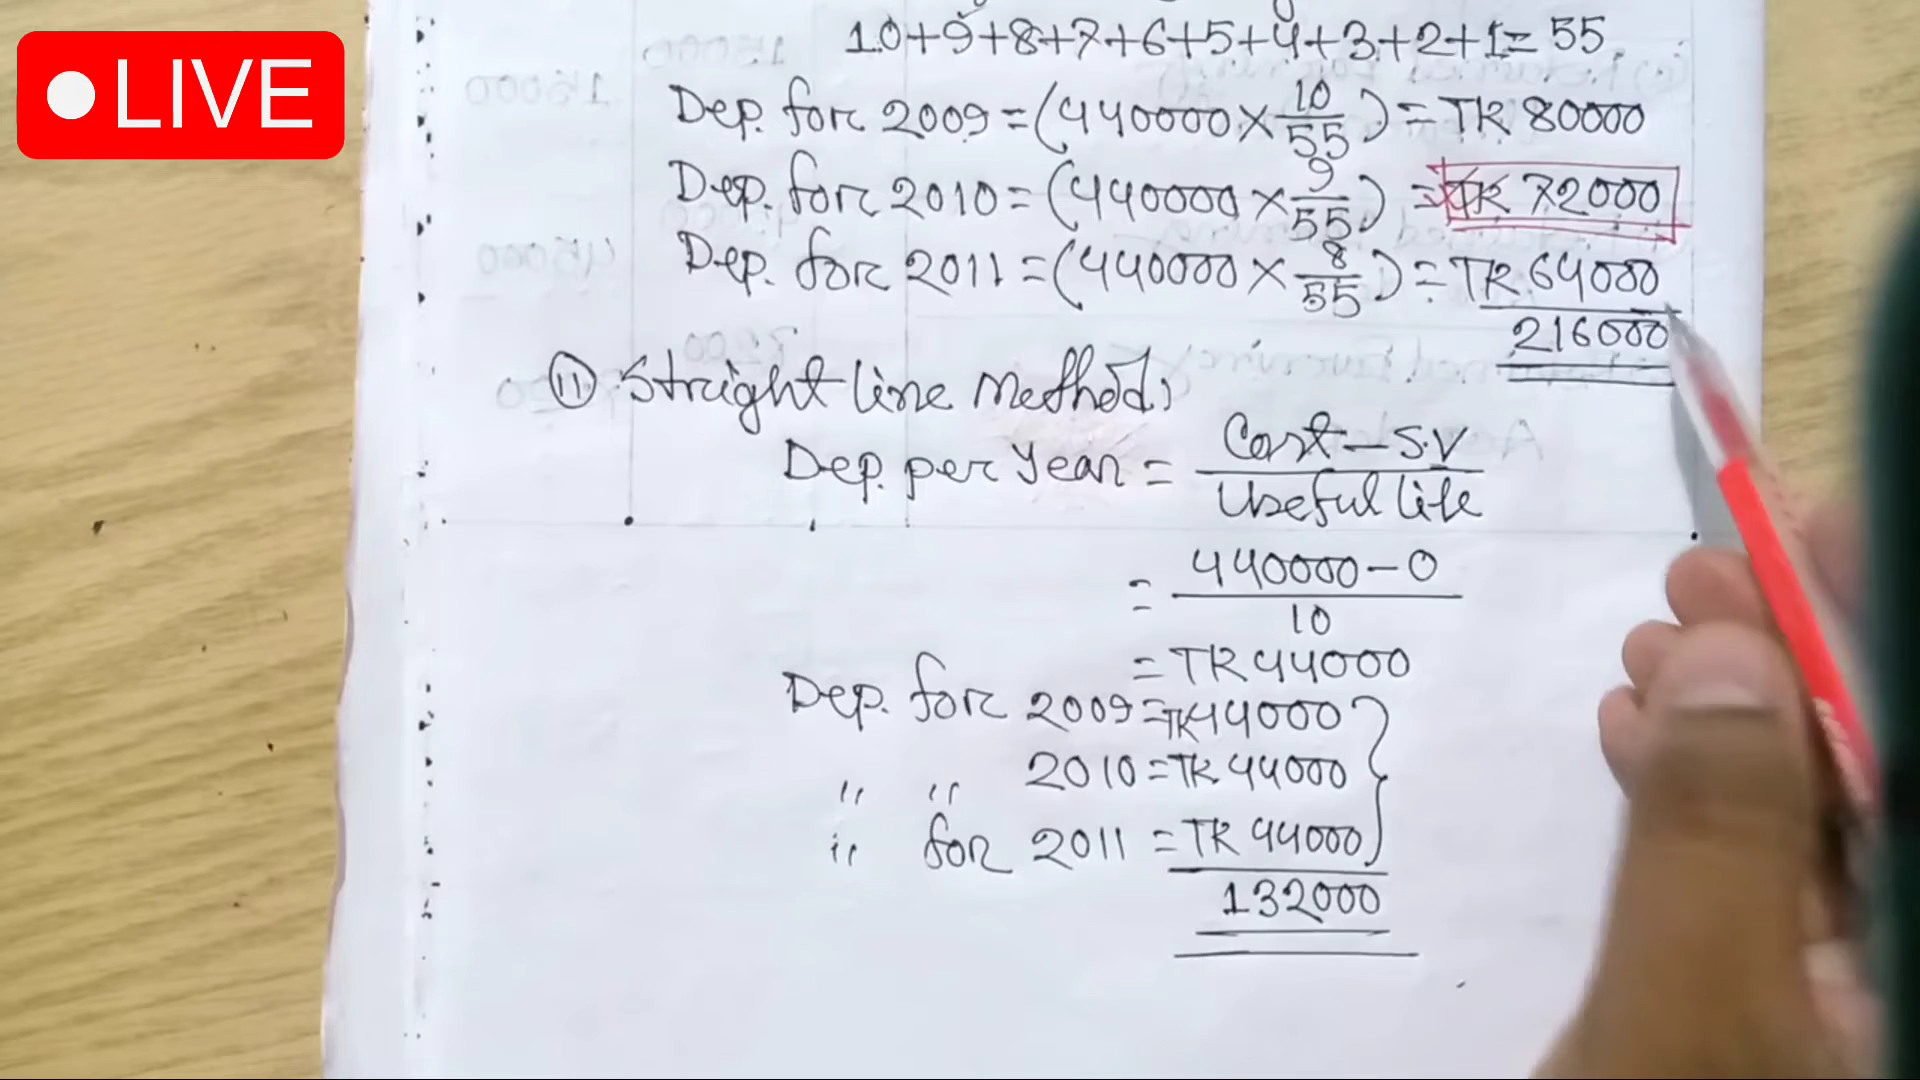 LIVE
10+9+8+7+6+5+4+3+2+1=55
Dep. for 2009 = (440000 × 10/55) = TK 80000
Dep. for 2010 = (440000 × 9/55) = TK 72000
Dep. for 2011 = (440000 × 8/55) = TK 64000
216000
(11) Stright line Method:
Dep. per Year = Cost - S.V / Useful life
= 440000 - 0 / 10
= TK 44000
Dep. for 2009 = TK 44000
" " 2010 = TK 44000
" for 2011 = TK 44000
132000